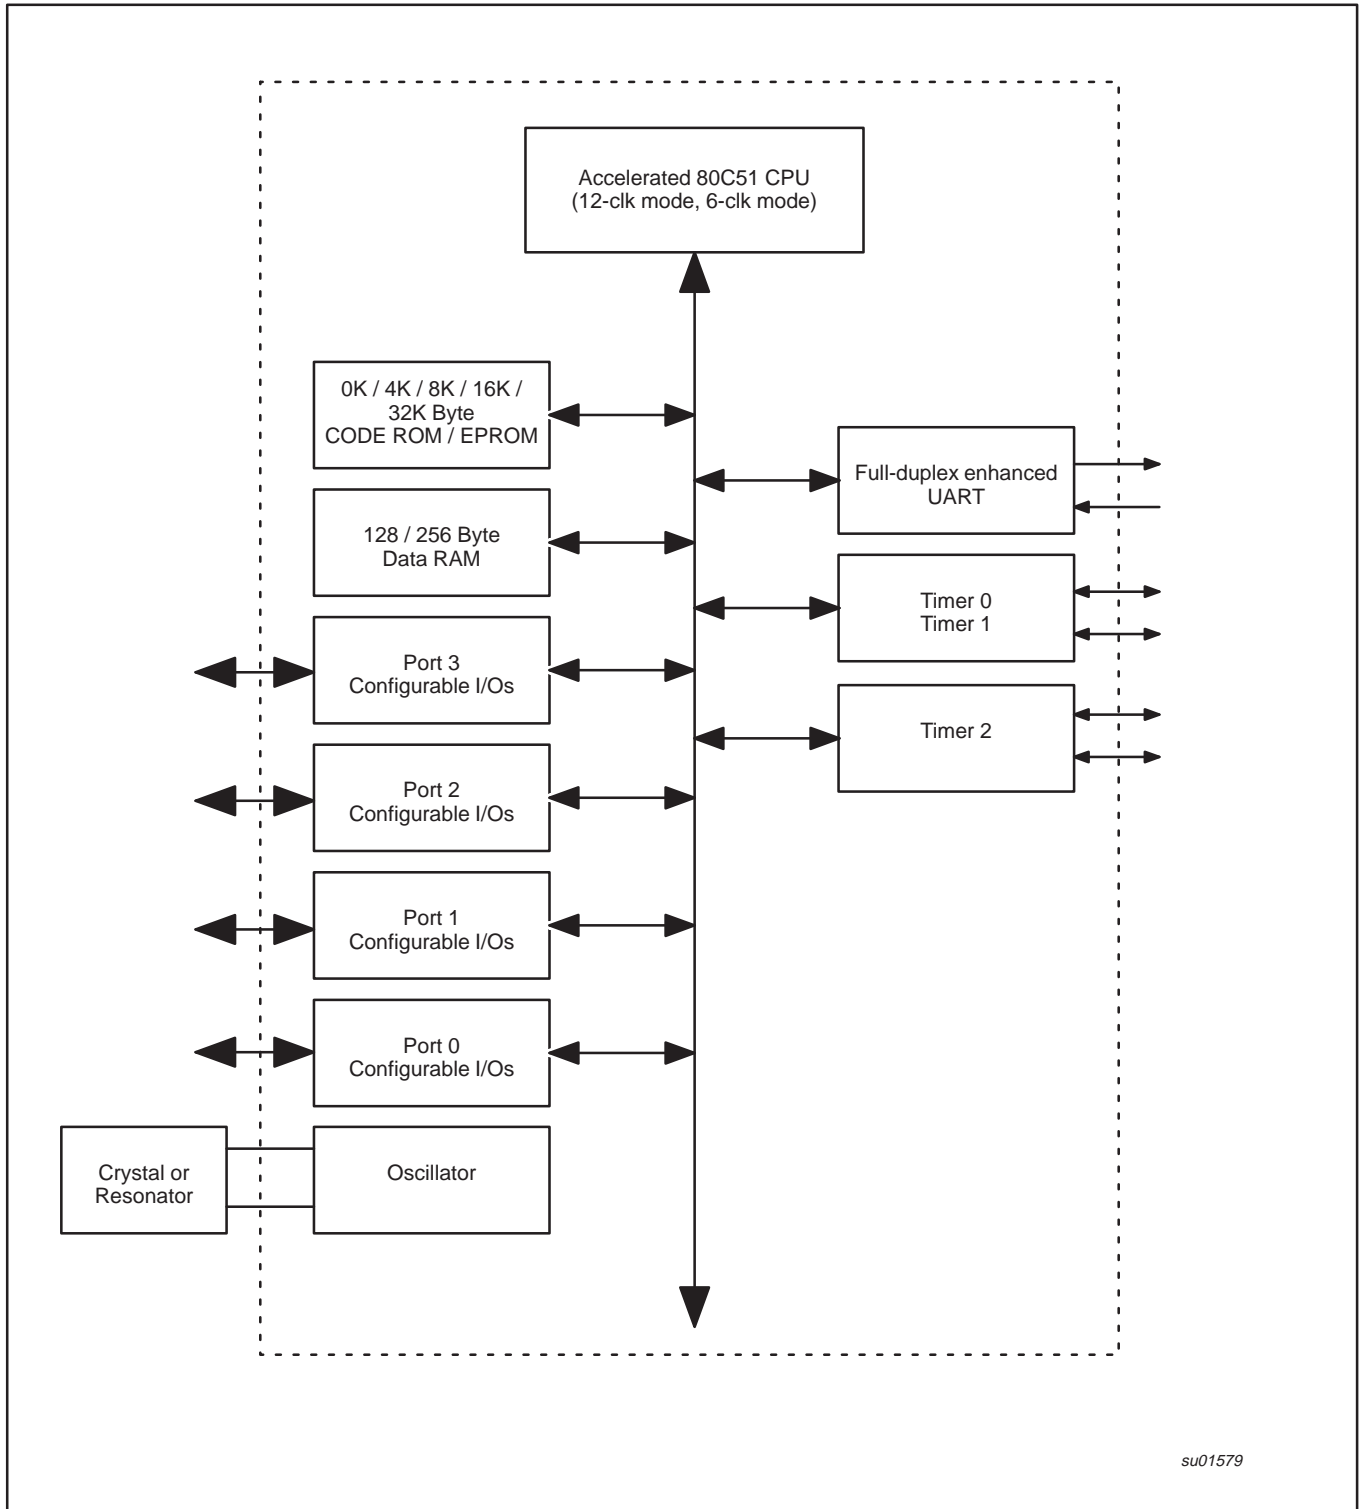 Accelerated 80C51 CPU
(12-clk mode, 6-clk mode)
0K / 4K / 8K / 16K /
32K Byte
CODE ROM / EPROM
Full-duplex enhanced
UART
128 / 256 Byte
Data RAM
Timer 0
Timer 1
Port 3
Configurable I/Os
Timer 2
Port 2
Configurable I/Os
Port 1
Configurable I/Os
Port 0
Configurable I/Os
Crystal or
Resonator
Oscillator
su01579